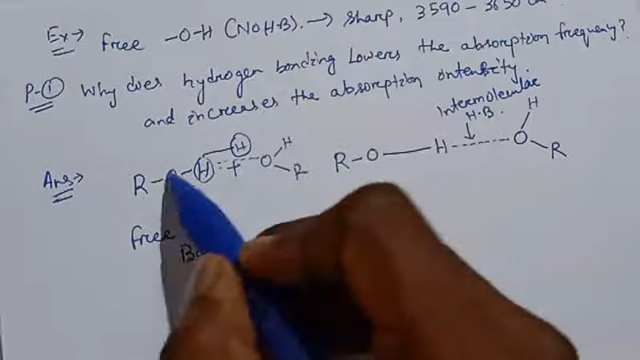 Ex→ Free -O-H (No H·B). → Sharp, 3590 - 3650 cm
P-① Why does hydrogen bonding lowers the absorption frequency?
and increases the absorption intensity.
Intermolecular
H.B.
Ans→ R-O-H + H O H R R-O-H O H R
free